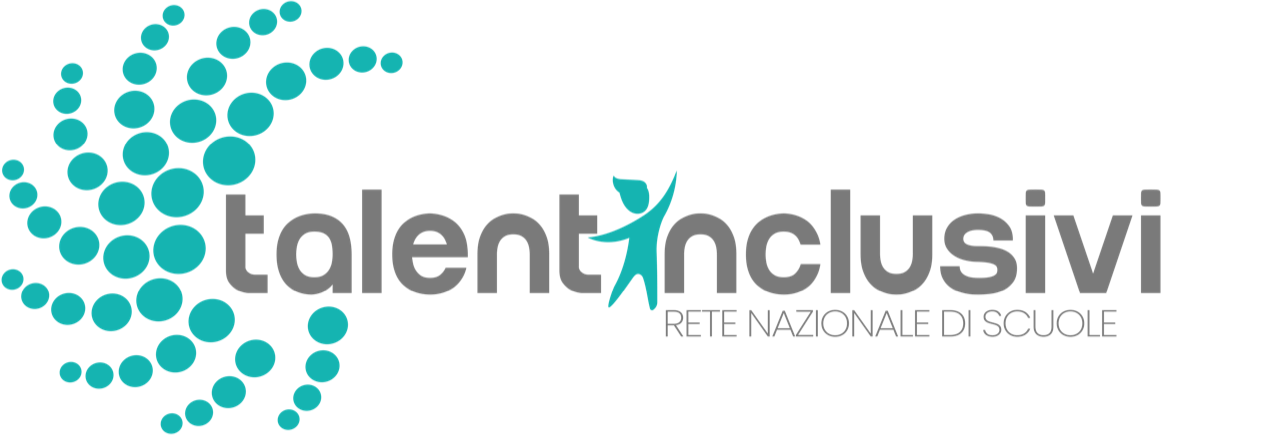 talentinclusivi
RETE NAZIONALE DI SCUOLE